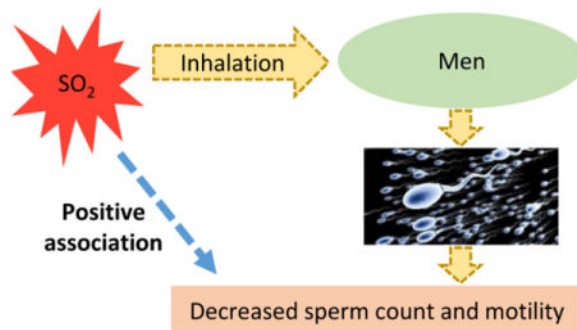 SO₂
Inhalation
Men
Positive
association
Decreased sperm count and motility